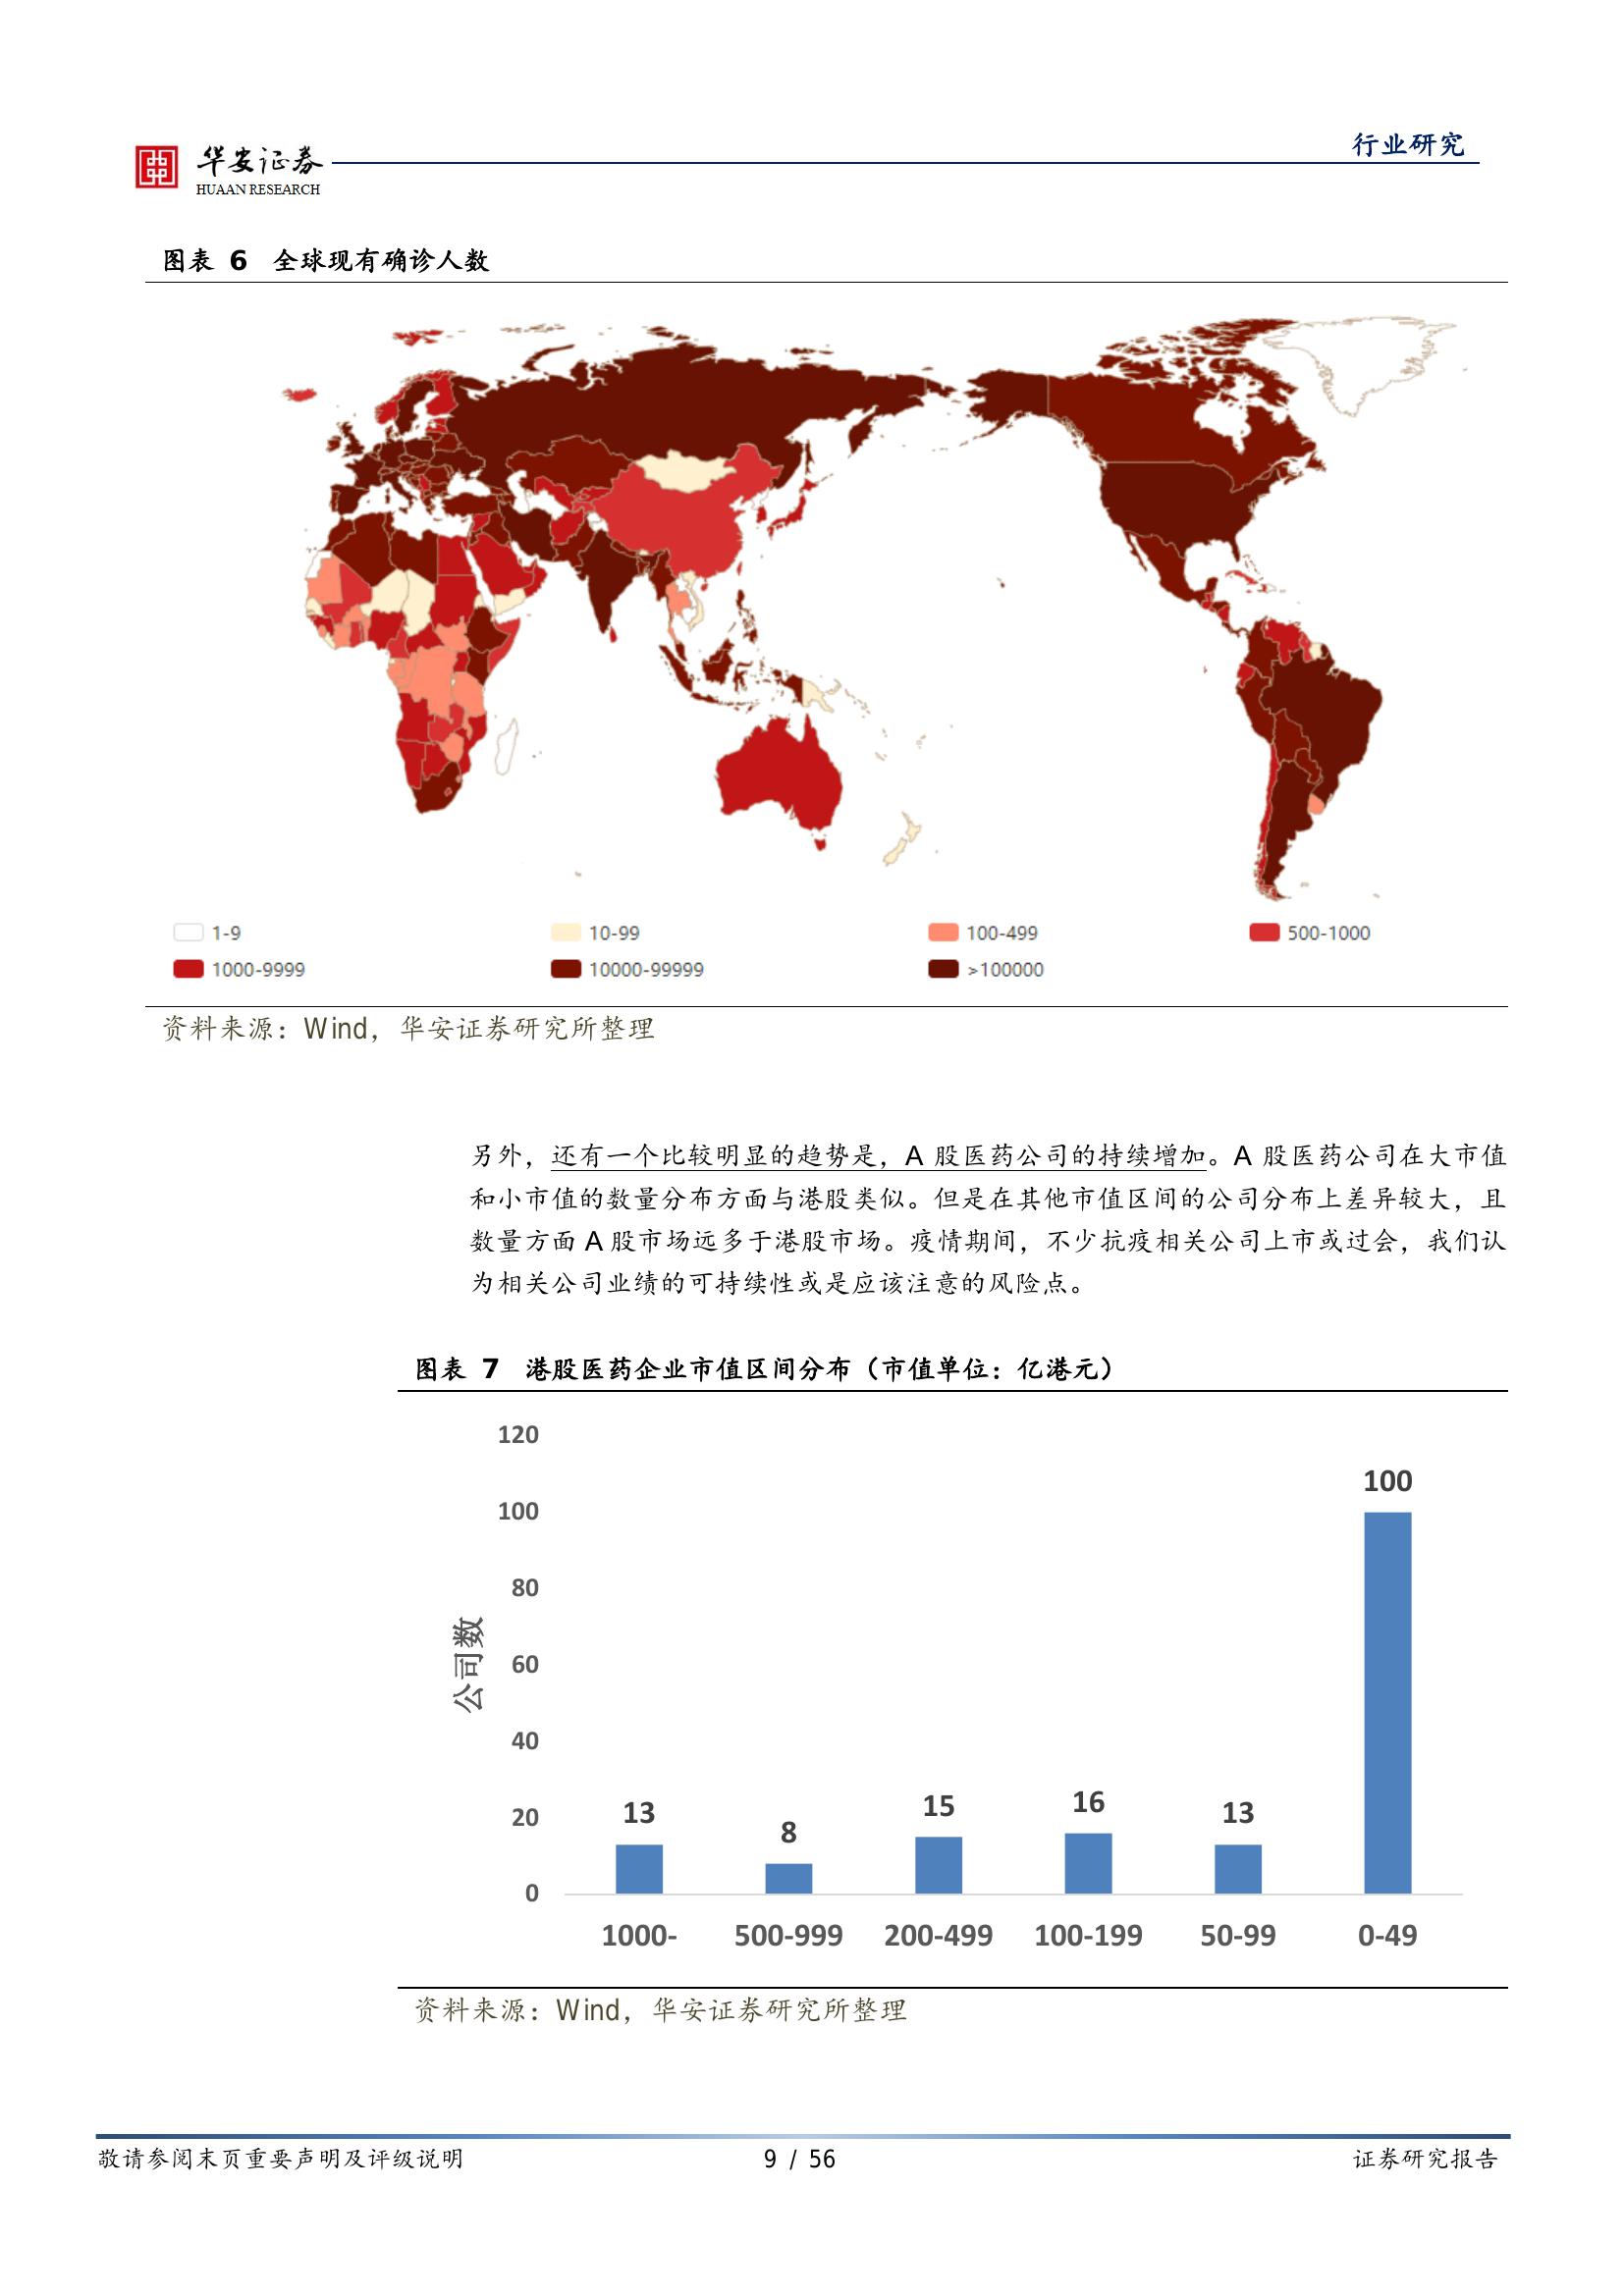 华安证券
HUAAN RESEARCH
行业研究
图表 6 全球现有确诊人数
1-9 10-99 100-499 500-1000
1000-9999 10000-99999 >100000
资料来源：Wind，华安证券研究所整理
另外，还有一个比较明显的趋势是，A 股医药公司的持续增加。A 股医药公司在大市值
和小市值的数量分布方面与港股类似。但是在其他市值区间的公司分布上差异较大，且
数量方面 A 股市场远多于港股市场。疫情期间，不少抗疫相关公司上市或过会，我们认
为相关公司业绩的可持续性或是应该注意的风险点。
图表 7 港股医药企业市值区间分布（市值单位：亿港元）
120
100
80
60
40
20
0
公司数
13
8
15
16
13
100
1000- 500-999 200-499 100-199 50-99 0-49
资料来源：Wind，华安证券研究所整理
敬请参阅末页重要声明及评级说明 9 / 56 证券研究报告